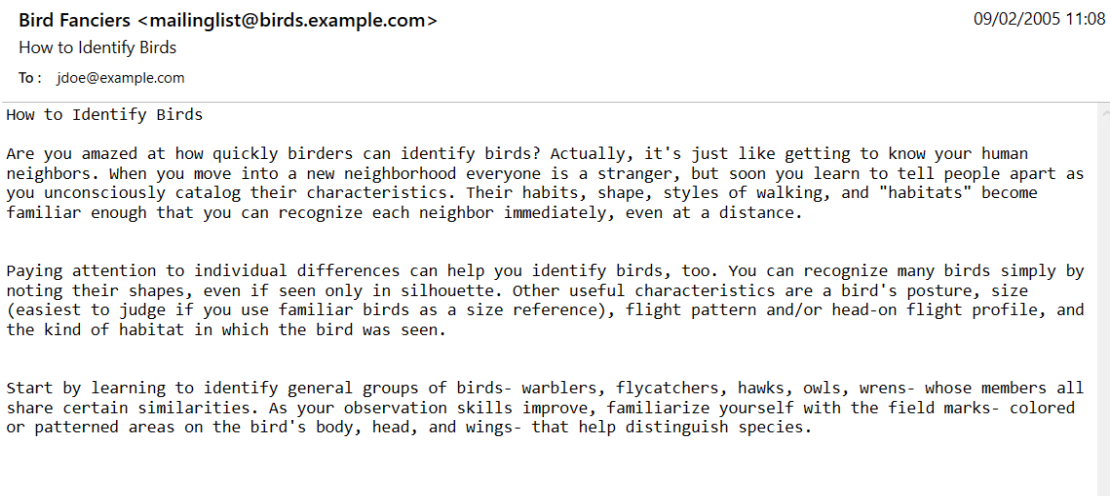 Bird Fanciers <mailinglist@birds.example.com>
09/02/2005 11:08
How to Identify Birds
To: jdoe@example.com
How to Identify Birds
Are you amazed at how quickly birders can identify birds? Actually, it's just like getting to know your human
neighbors. When you move into a new neighborhood everyone is a stranger, but soon you learn to tell people apart as
you unconsciously catalog their characteristics. Their habits, shape, styles of walking, and "habitats" become
familiar enough that you can recognize each neighbor immediately, even at a distance.
Paying attention to individual differences can help you identify birds, too. You can recognize many birds simply by
noting their shapes, even if seen only in silhouette. Other useful characteristics are a bird's posture, size
(easiest to judge if you use familiar birds as a size reference), flight pattern and/or head-on flight profile, and
the kind of habitat in which the bird was seen.
Start by learning to identify general groups of birds- warblers, flycatchers, hawks, owls, wrens- whose members all
share certain similarities. As your observation skills improve, familiarize yourself with the field marks- colored
or patterned areas on the bird's body, head, and wings- that help distinguish species.